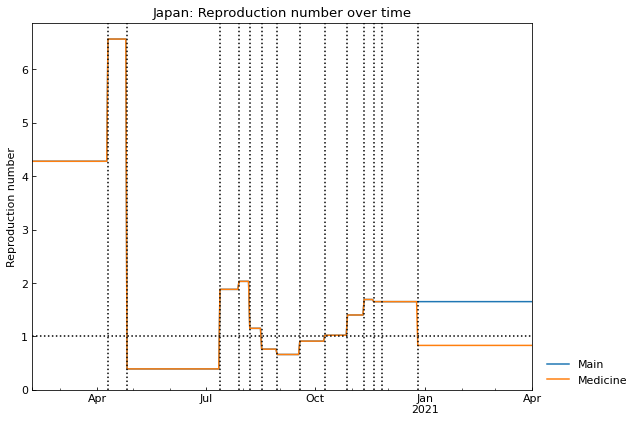 Japan: Reproduction number over time
Reproduction number
6
5
4
3
2
1
0
Apr
Jul
Oct
Jan
2021
Apr
Main
Medicine